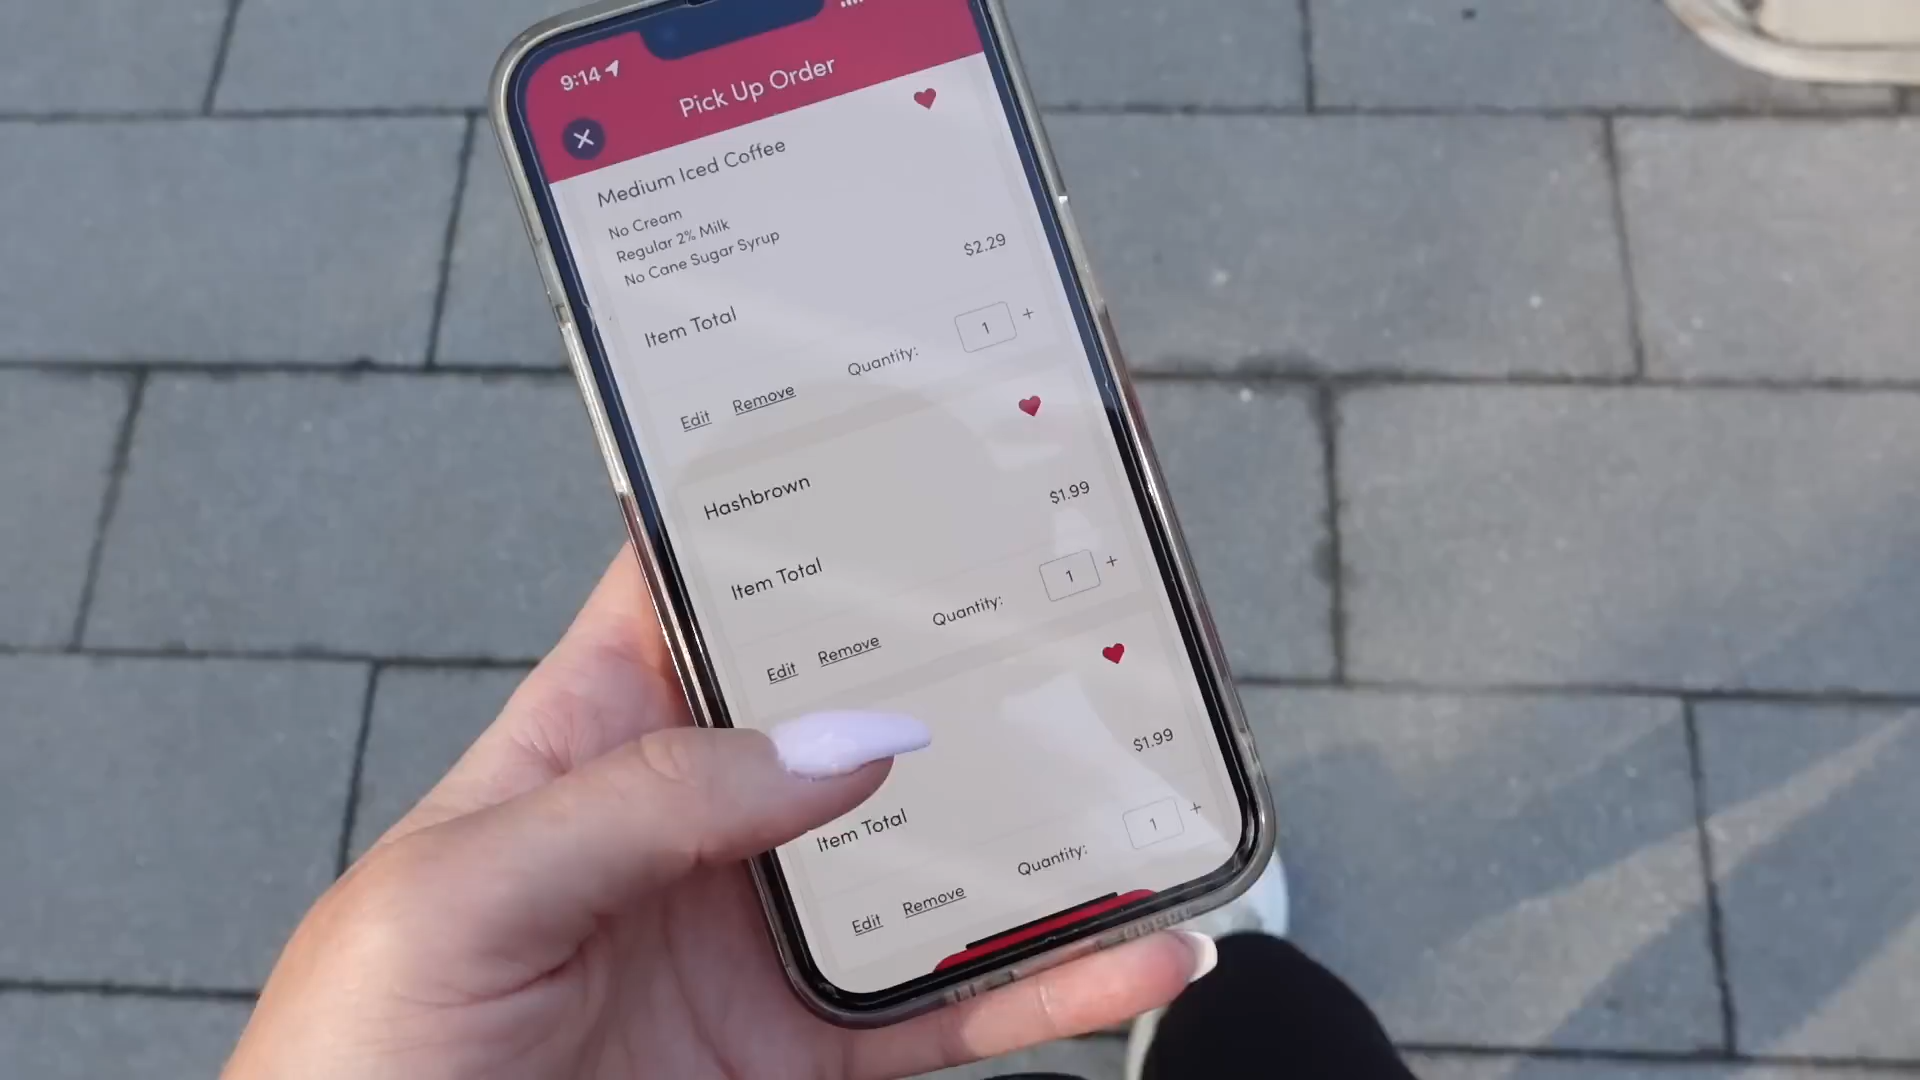 9:14
Pick Up Order
Medium Iced Coffee
No Cream
Regular 2% Milk
No Cane Sugar Syrup
$2.29
Item Total
Quantity: 1 +
Edit Remove
Hashbrown
$1.99
Item Total
Quantity: 1 +
Edit Remove
$1.99
Item Total
Quantity: 1 +
Edit Remove